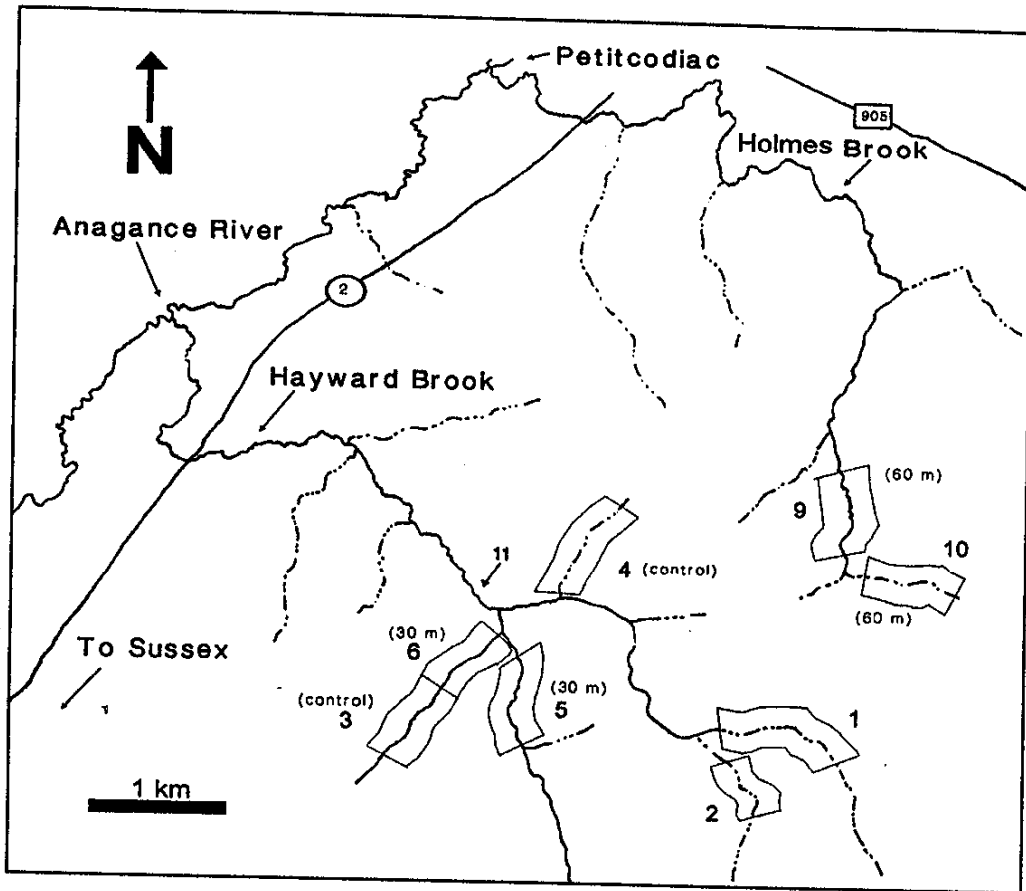 Petitcodiac
N
905
Holmes Brook
Anagance River
2
Hayward Brook
(60 m)
9
10
11
4 (control)
(60 m)
To Sussex
(30 m)
6
(control)
3
(30 m)
5
1
2
1 km